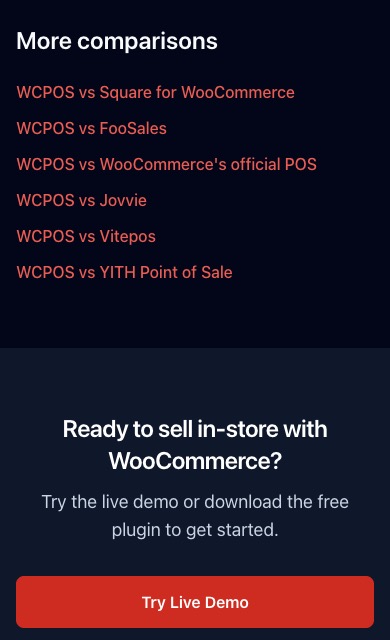 More comparisons
WCPOS vs Square for WooCommerce
WCPOS vs FooSales
WCPOS vs WooCommerce's official POS
WCPOS vs Jovvie
WCPOS vs Vitepos
WCPOS vs YITH Point of Sale
Ready to sell in-store with
WooCommerce?
Try the live demo or download the free
plugin to get started.
Try Live Demo